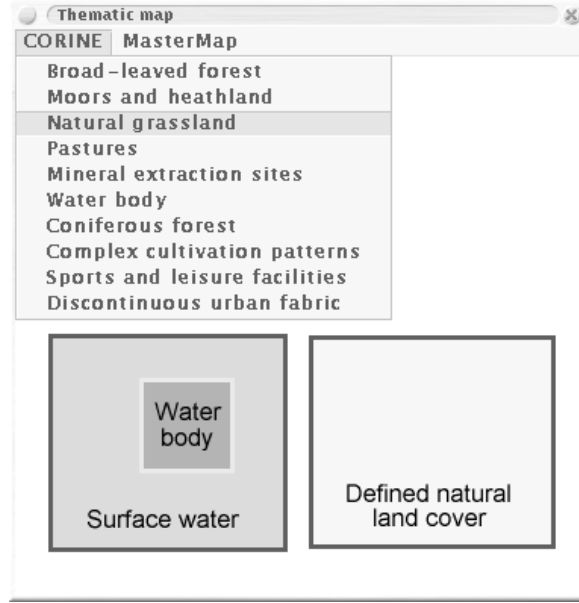 Thematic map
CORINE MasterMap
Broad-leaved forest
Moors and heathland
Natural grassland
Pastures
Mineral extraction sites
Water body
Coniferous forest
Complex cultivation patterns
Sports and leisure facilities
Discontinuous urban fabric
Water
body
Surface water
Defined natural
land cover